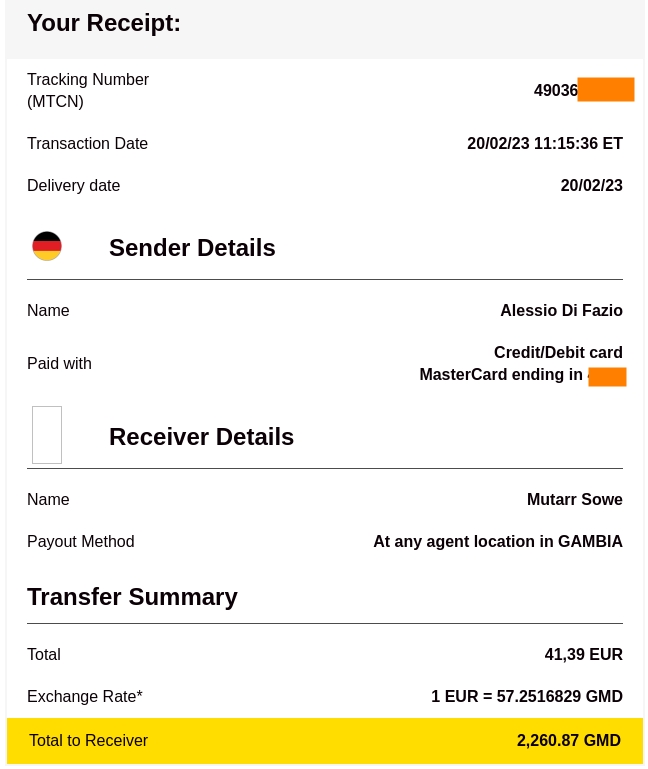 Your Receipt:
Tracking Number
(MTCN)
49036
Transaction Date
20/02/23 11:15:36 ET
Delivery date
20/02/23
Sender Details
Name
Alessio Di Fazio
Paid with
Credit/Debit card
MasterCard ending in
Receiver Details
Name
Mutarr Sowe
Payout Method
At any agent location in GAMBIA
Transfer Summary
Total
41,39 EUR
Exchange Rate*
1 EUR = 57.2516829 GMD
Total to Receiver
2,260.87 GMD